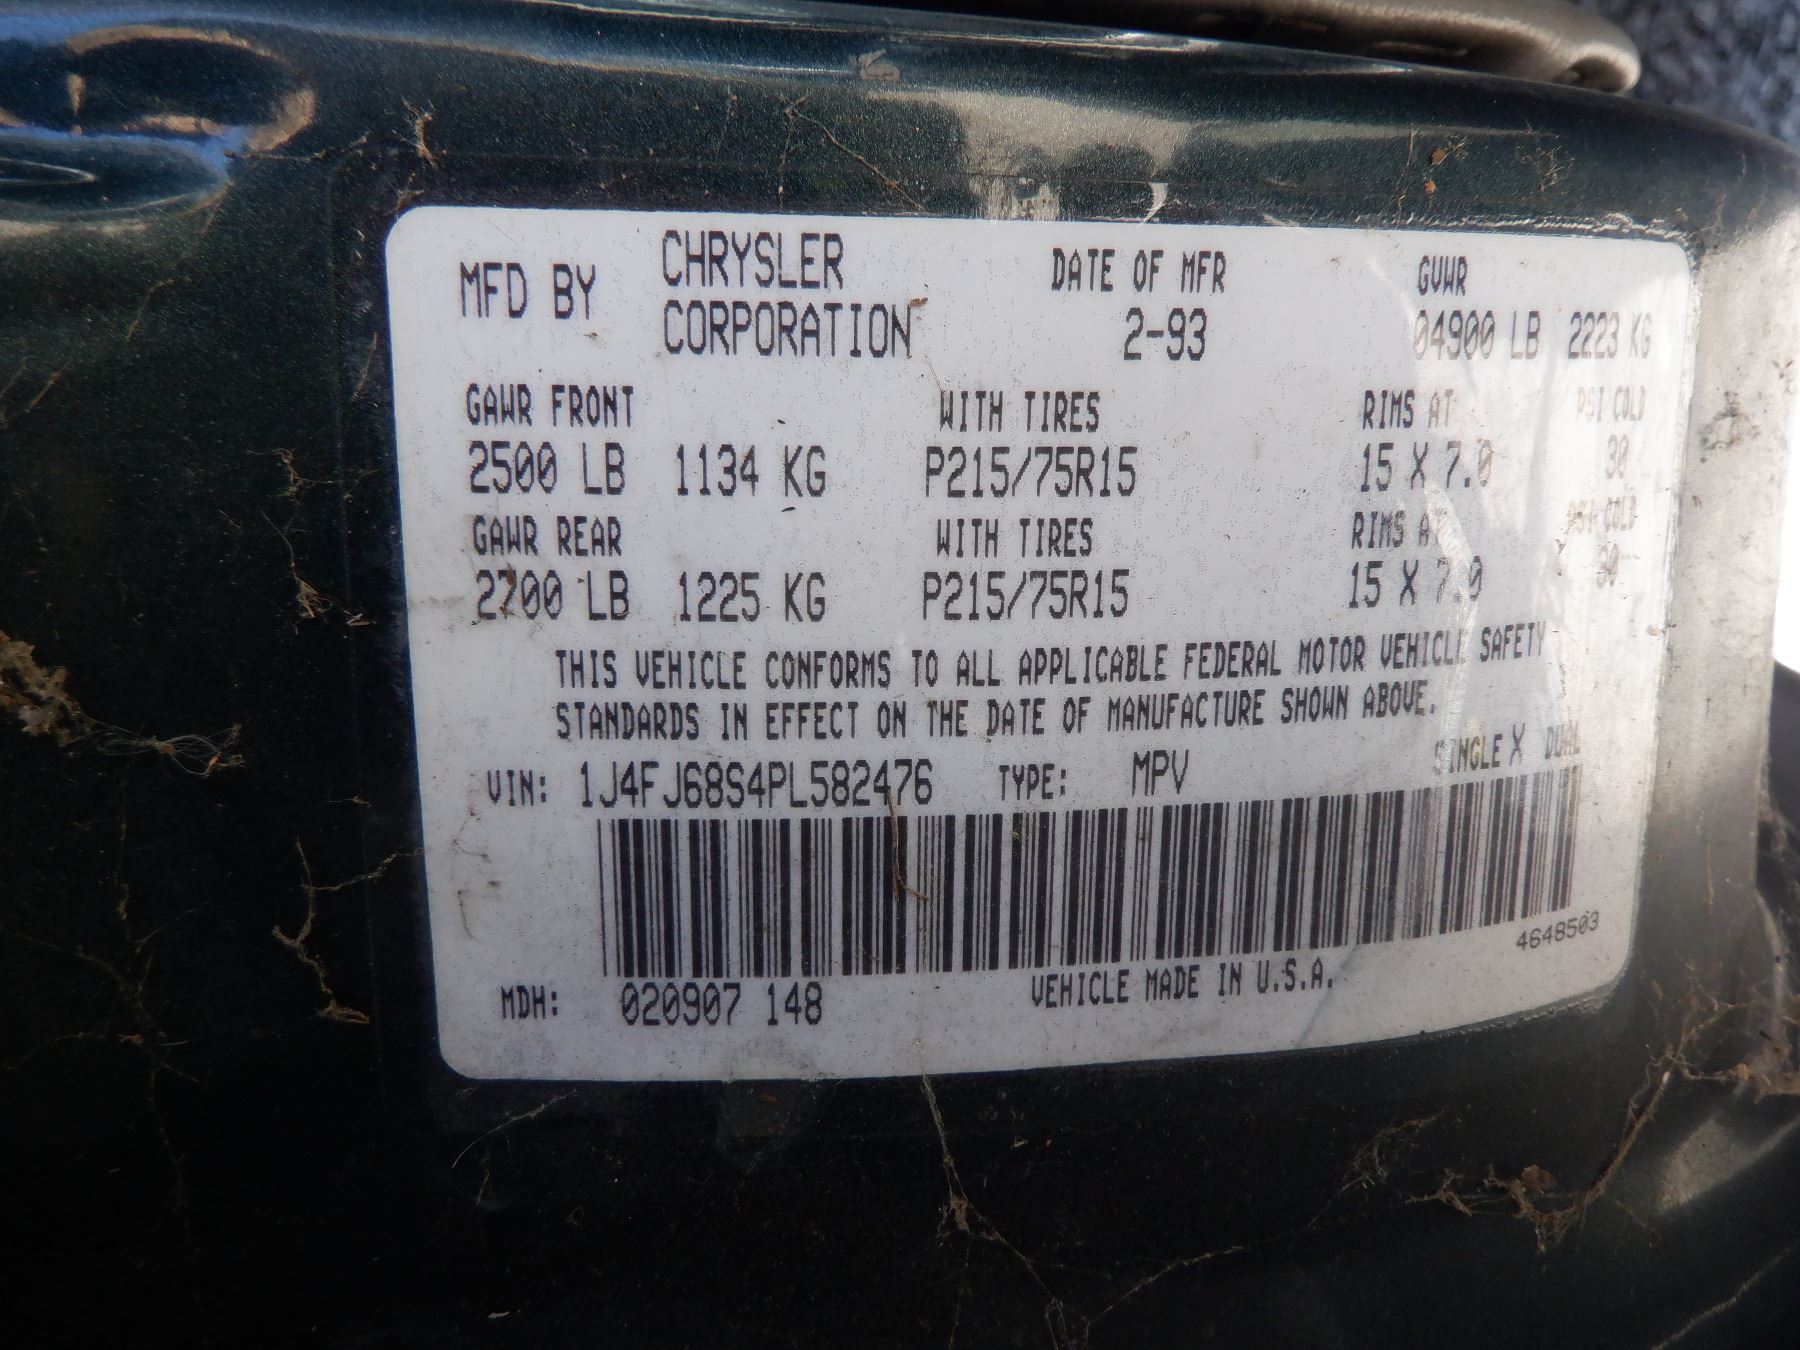 MFD BY CHRYSLER CORPORATION DATE OF MFR 2-93 GVWR 04900 LB 2223 KG
GAWR FRONT WITH TIRES RIMS AT PSI COLD
2500 LB 1134 KG P215/75R15 15 X 7.0 30
GAWR REAR WITH TIRES RIMS AT PSI COLD
2700 LB 1225 KG P215/75R15 15 X 7.0 30
THIS VEHICLE CONFORMS TO ALL APPLICABLE FEDERAL MOTOR VEHICLE SAFETY
STANDARDS IN EFFECT ON THE DATE OF MANUFACTURE SHOWN ABOVE.
VIN: 1J4FJ68S4PL582476 TYPE: MPV SINGLE X DUAL
4648503
MDH: 020907 148 VEHICLE MADE IN U.S.A.